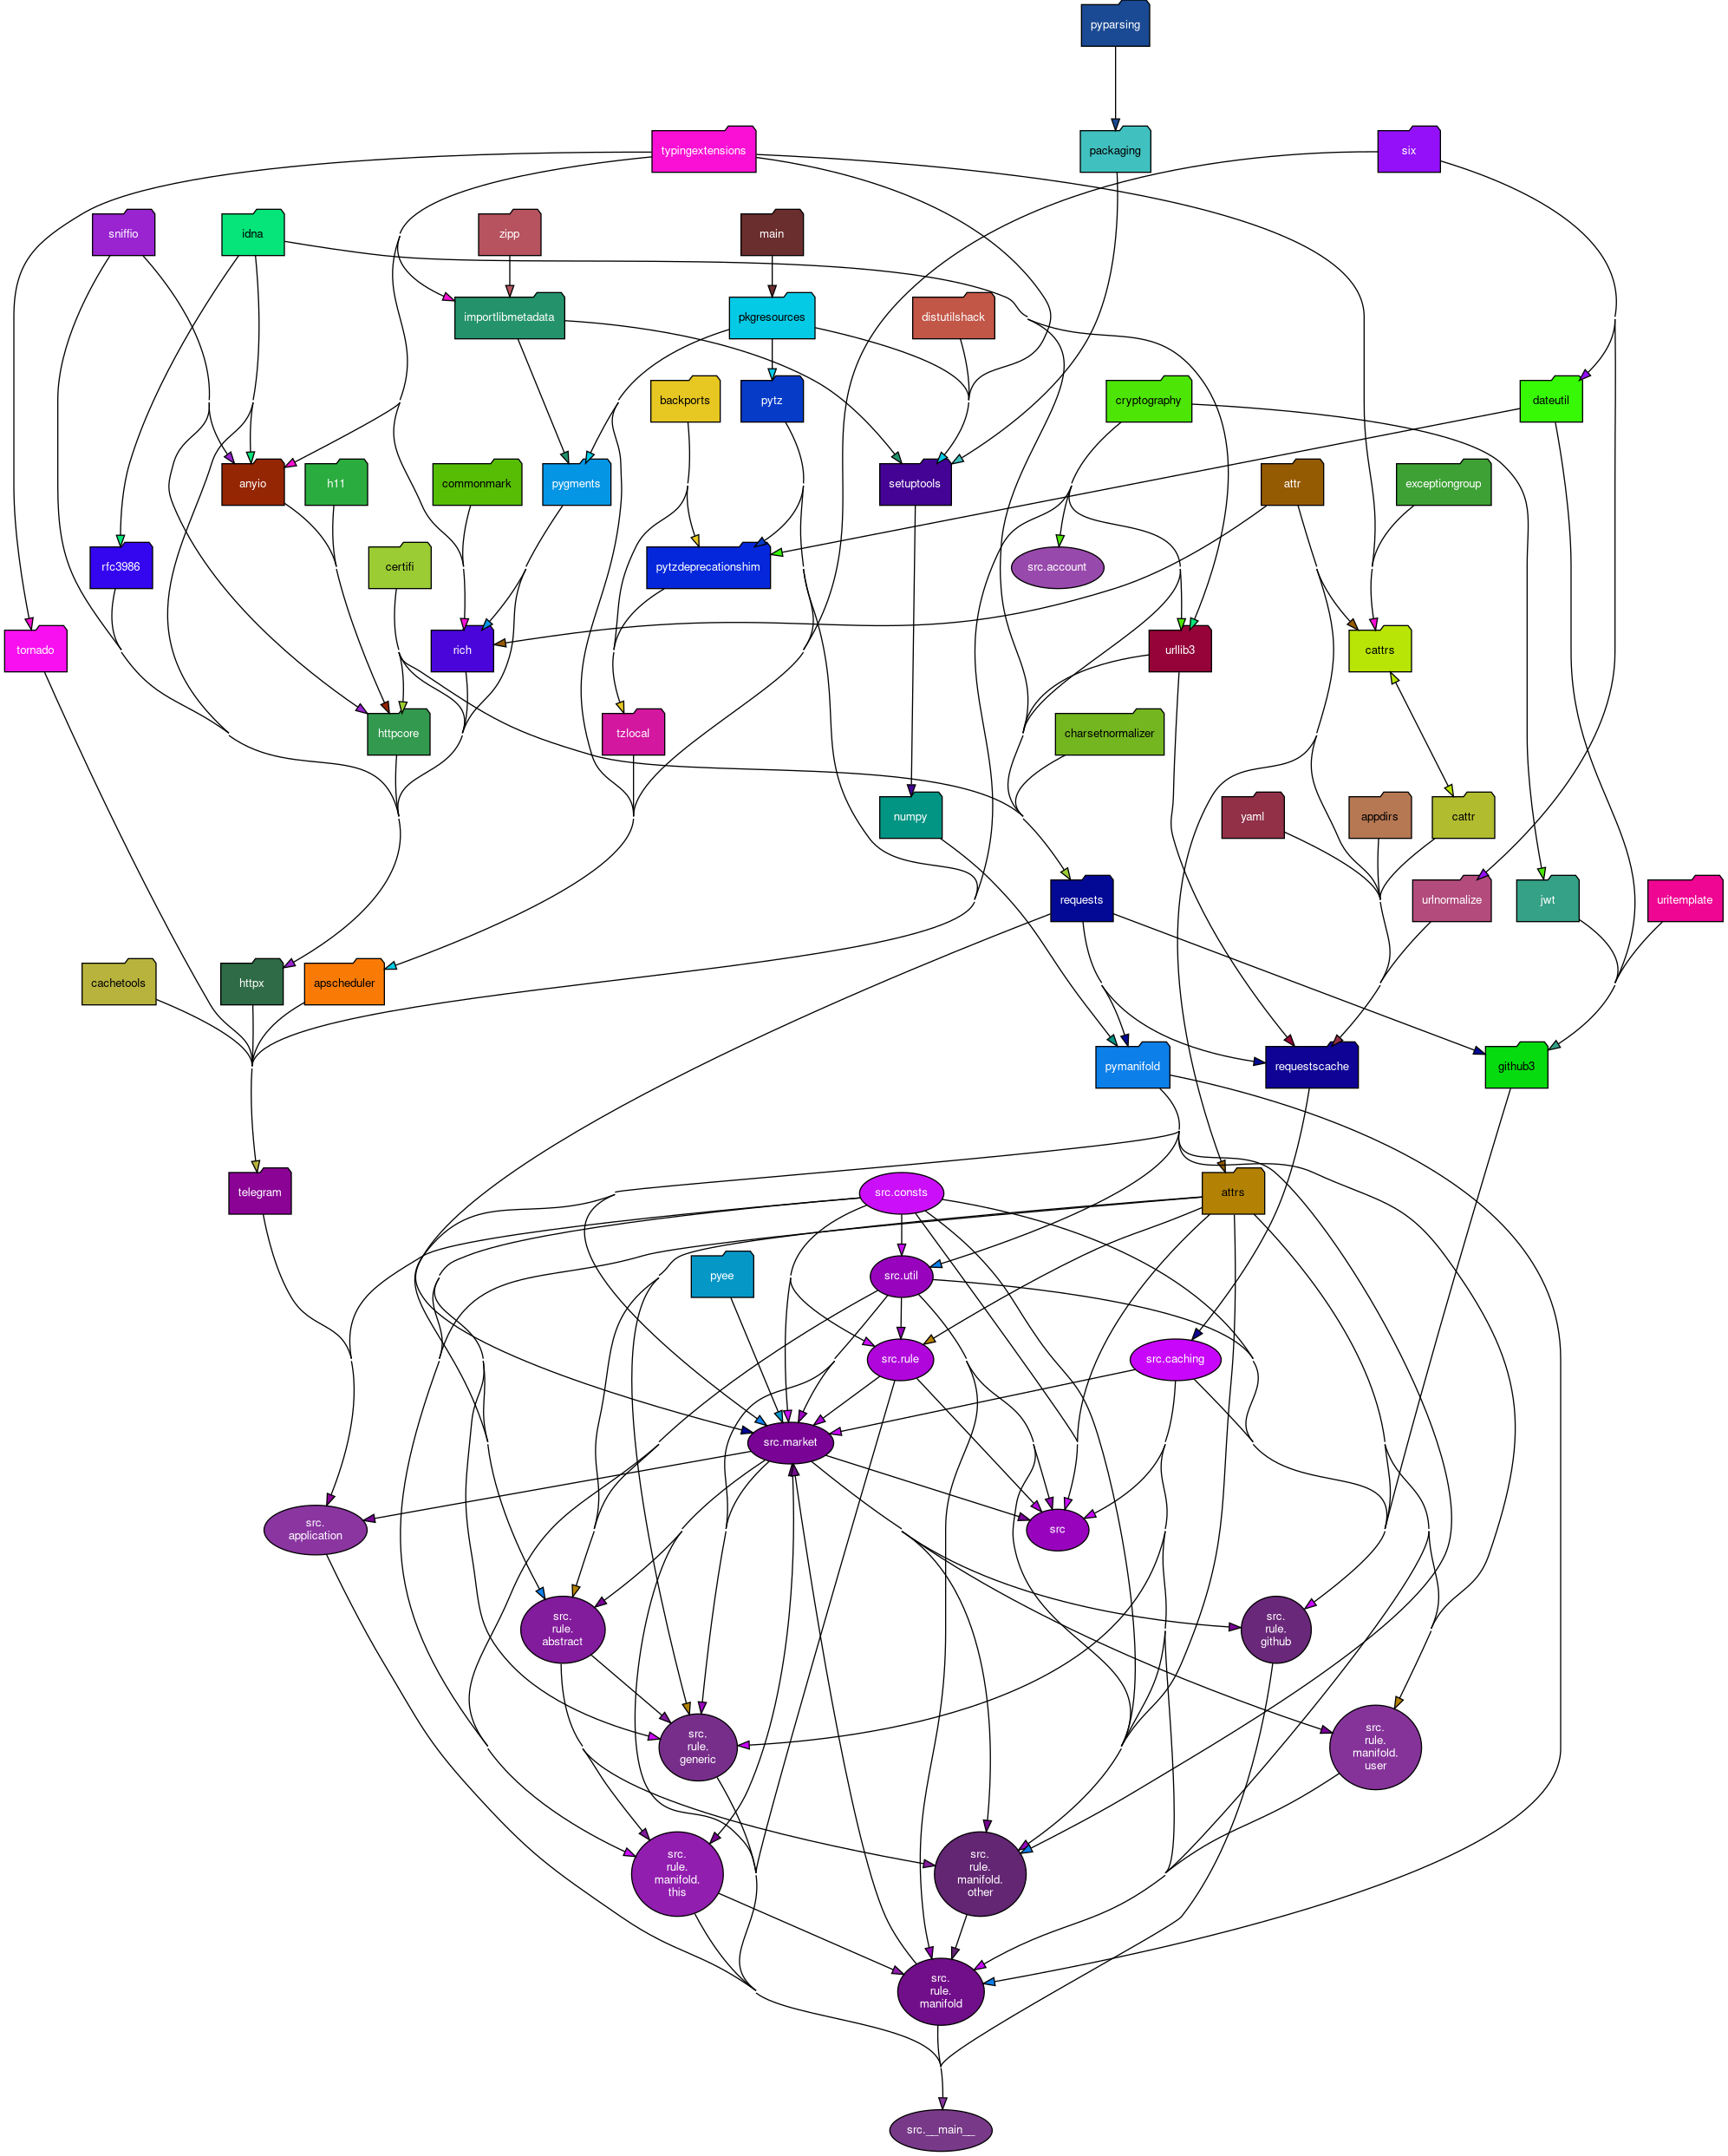 pyparsing
typingextensions
packaging
six
sniffio
idna
zipp
main
importlibmetadata
pkgresources
distutilshack
backports
pytz
cryptography
dateutil
anyio
h11
commonmark
pygments
setuptools
attr
exceptiongroup
rfc3986
certifi
pytzdeprecationshim
src.account
tornado
rich
urllib3
cattrs
httpcore
tzlocal
charsetnormalizer
numpy
yaml
appdirs
cattr
requests
urlnormalize
jwt
uritemplate
cachetools
httpx
apscheduler
pymanifold
requestscache
github3
telegram
src.consts
attrs
pyee
src.util
src.rule
src.caching
src.market
src.
application
src
src.
rule.
abstract
src.
rule.
github
src.
rule.
generic
src.
rule.
manifold.
user
src.
rule.
manifold.
this
src.
rule.
manifold.
other
src.
rule.
manifold
src.__main__